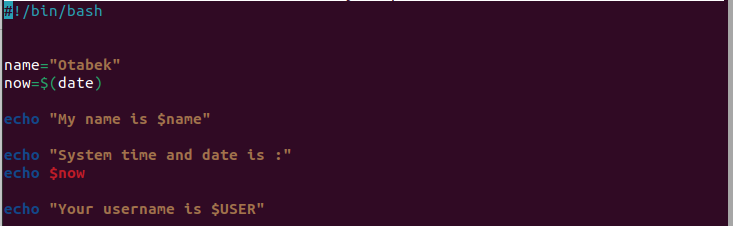 #!/bin/bash
name="Otabek"
now=$(date)
echo "My name is $name"
echo "System time and date is :"
echo $now
echo "Your username is $USER"